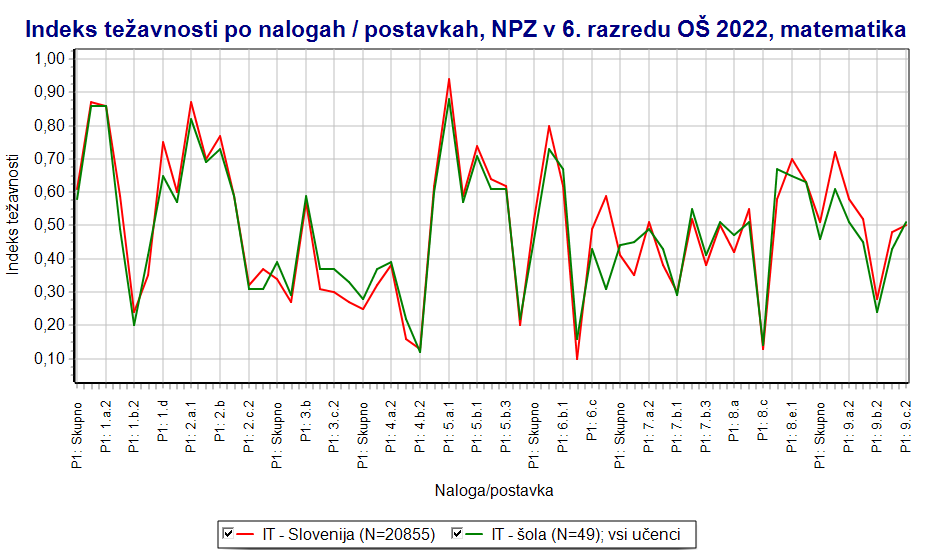 Indeks težavnosti po nalogah / postavkah, NPZ v 6. razredu OŠ 2022, matematika
1,00
0,90
0,80
0,70
0,60
0,50
0,40
0,30
0,20
0,10
Indeks težavnosti
P1: Skupno
P1: 1.a.2
P1: 1.b.2
P1: 1.d
P1: 2.a.1
P1: 2.b
P1: 2.c.2
P1: Skupno
P1: 3.b
P1: 3.c.2
P1: Skupno
P1: 4.a.2
P1: 4.b.2
P1: 5.a.1
P1: 5.b.1
P1: 5.b.3
P1: Skupno
P1: 6.b.1
P1: 6.c
P1: Skupno
P1: 7.a.2
P1: 7.b.1
P1: 7.b.3
P1: 8.a
P1: 8.c
P1: 8.e.1
P1: Skupno
P1: 9.a.2
P1: 9.b.2
P1: 9.c.2
Naloga/postavka
IT - Slovenija (N=20855)
IT - šola (N=49); vsi učenci